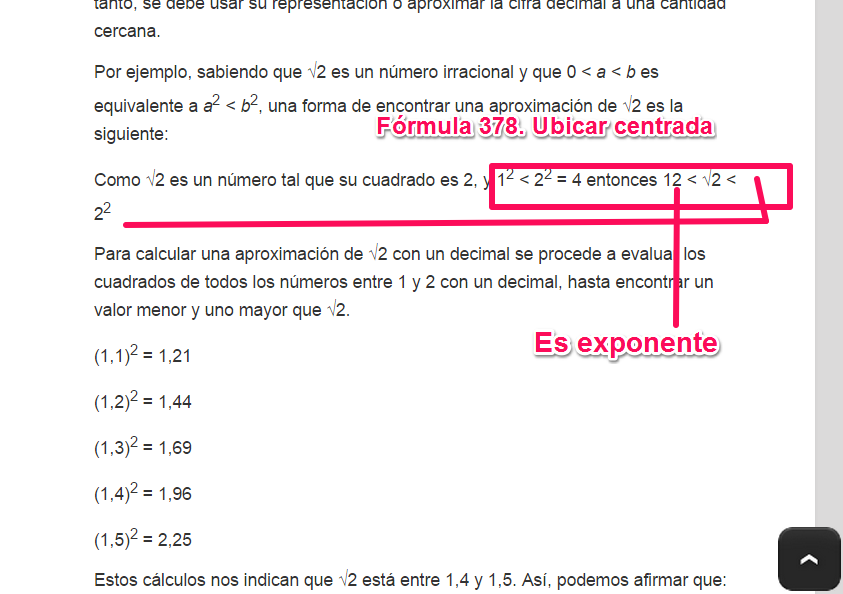 tanto, se debe usar su representación o aproximar la cifra decimal a una cantidad
cercana.
Por ejemplo, sabiendo que √2 es un número irracional y que 0 < a < b es
equivalente a a² < b², una forma de encontrar una aproximación de √2 es la
siguiente:
Fórmula 378. Ubicar centrada
Como √2 es un número tal que su cuadrado es 2, y 1² < 2² = 4 entonces 12 < √2 <
2²
Para calcular una aproximación de √2 con un decimal se procede a evaluar los
cuadrados de todos los números entre 1 y 2 con un decimal, hasta encontrar un
valor menor y uno mayor que √2.
Es exponente
(1,1)² = 1,21
(1,2)² = 1,44
(1,3)² = 1,69
(1,4)² = 1,96
(1,5)² = 2,25
Estos cálculos nos indican que √2 está entre 1,4 y 1,5. Así, podemos afirmar que: